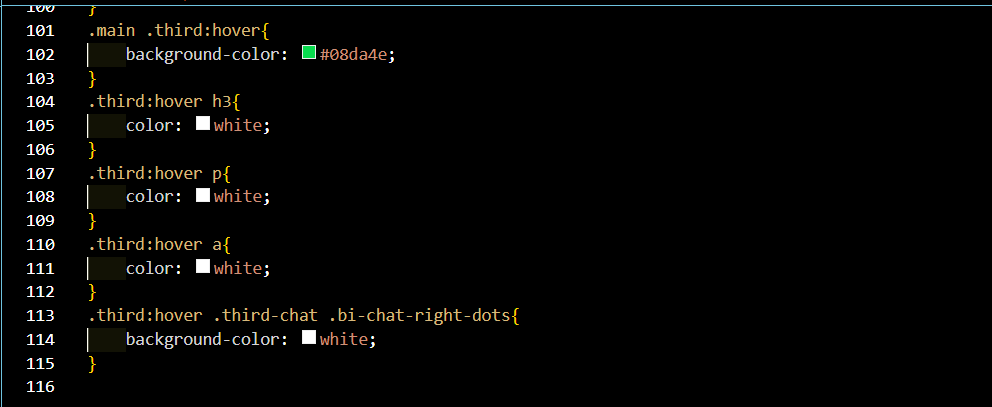 100 }
101 .main .third:hover{
102 background-color: #08da4e;
103 }
104 .third:hover h3{
105 color: white;
106 }
107 .third:hover p{
108 color: white;
109 }
110 .third:hover a{
111 color: white;
112 }
113 .third:hover .third-chat .bi-chat-right-dots{
114 background-color: white;
115 }
116